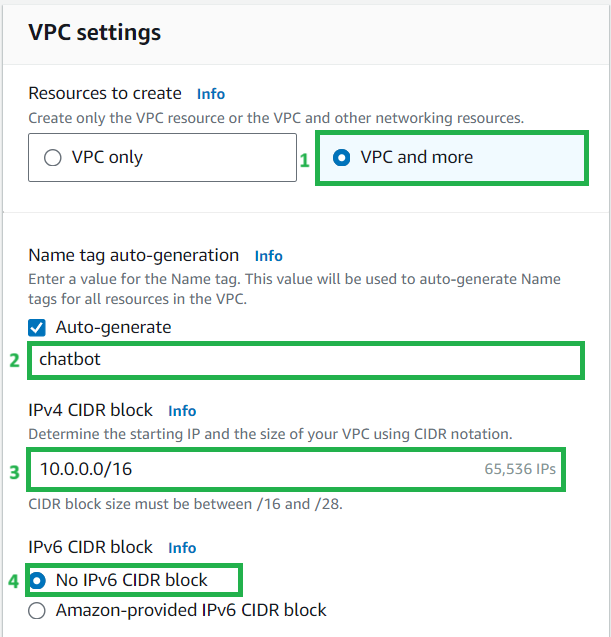 VPC settings
Resources to create Info
Create only the VPC resource or the VPC and other networking resources.
VPC only 1 VPC and more
Name tag auto-generation Info
Enter a value for the Name tag. This value will be used to auto-generate Name
tags for all resources in the VPC.
Auto-generate
2 chatbot
IPv4 CIDR block Info
Determine the starting IP and the size of your VPC using CIDR notation.
3 10.0.0.0/16 65,536 IPs
CIDR block size must be between /16 and /28.
IPv6 CIDR block Info
4 No IPv6 CIDR block
Amazon-provided IPv6 CIDR block